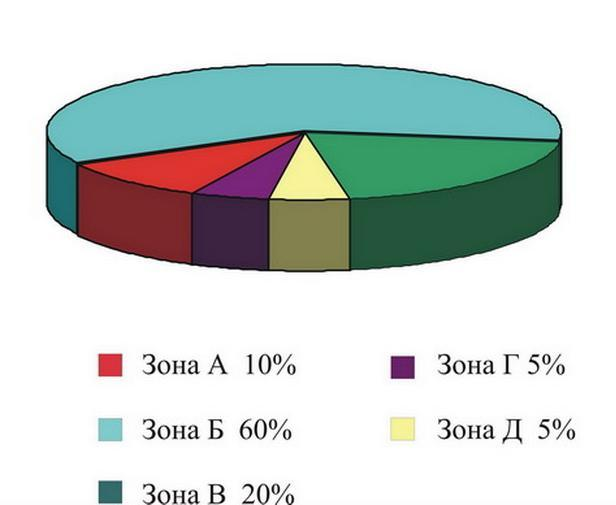 Зона А 10%
Зона Б 60%
Зона В 20%
Зона Г 5%
Зона Д 5%